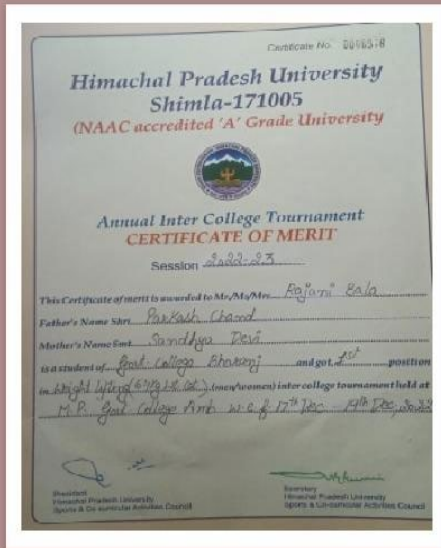 Certificate No.
Himachal Pradesh University
Shimla-171005
(NAAC accredited 'A' Grade University
Annual Inter College Tournament
CERTIFICATE OF MERIT
Session 2022-23
This Certificate of merit is awarded to Mr./Ms/Mrs. Rajani Bala
Father's Name Shri. Parkash Chand
Mother's Name Smt. Sandhya Devi
is a student of Govt. College Bhoranj and got 1st position
in Weight lifting (men/women) inter college tournament held at
Govt College Amb w.e.f 17th Dec 19th Dec, 2022
President
Himachal Pradesh University
Sports & Co-curricular Activities Council
Secretary
Himachal Pradesh University
Sports & Co-curricular Activities Council